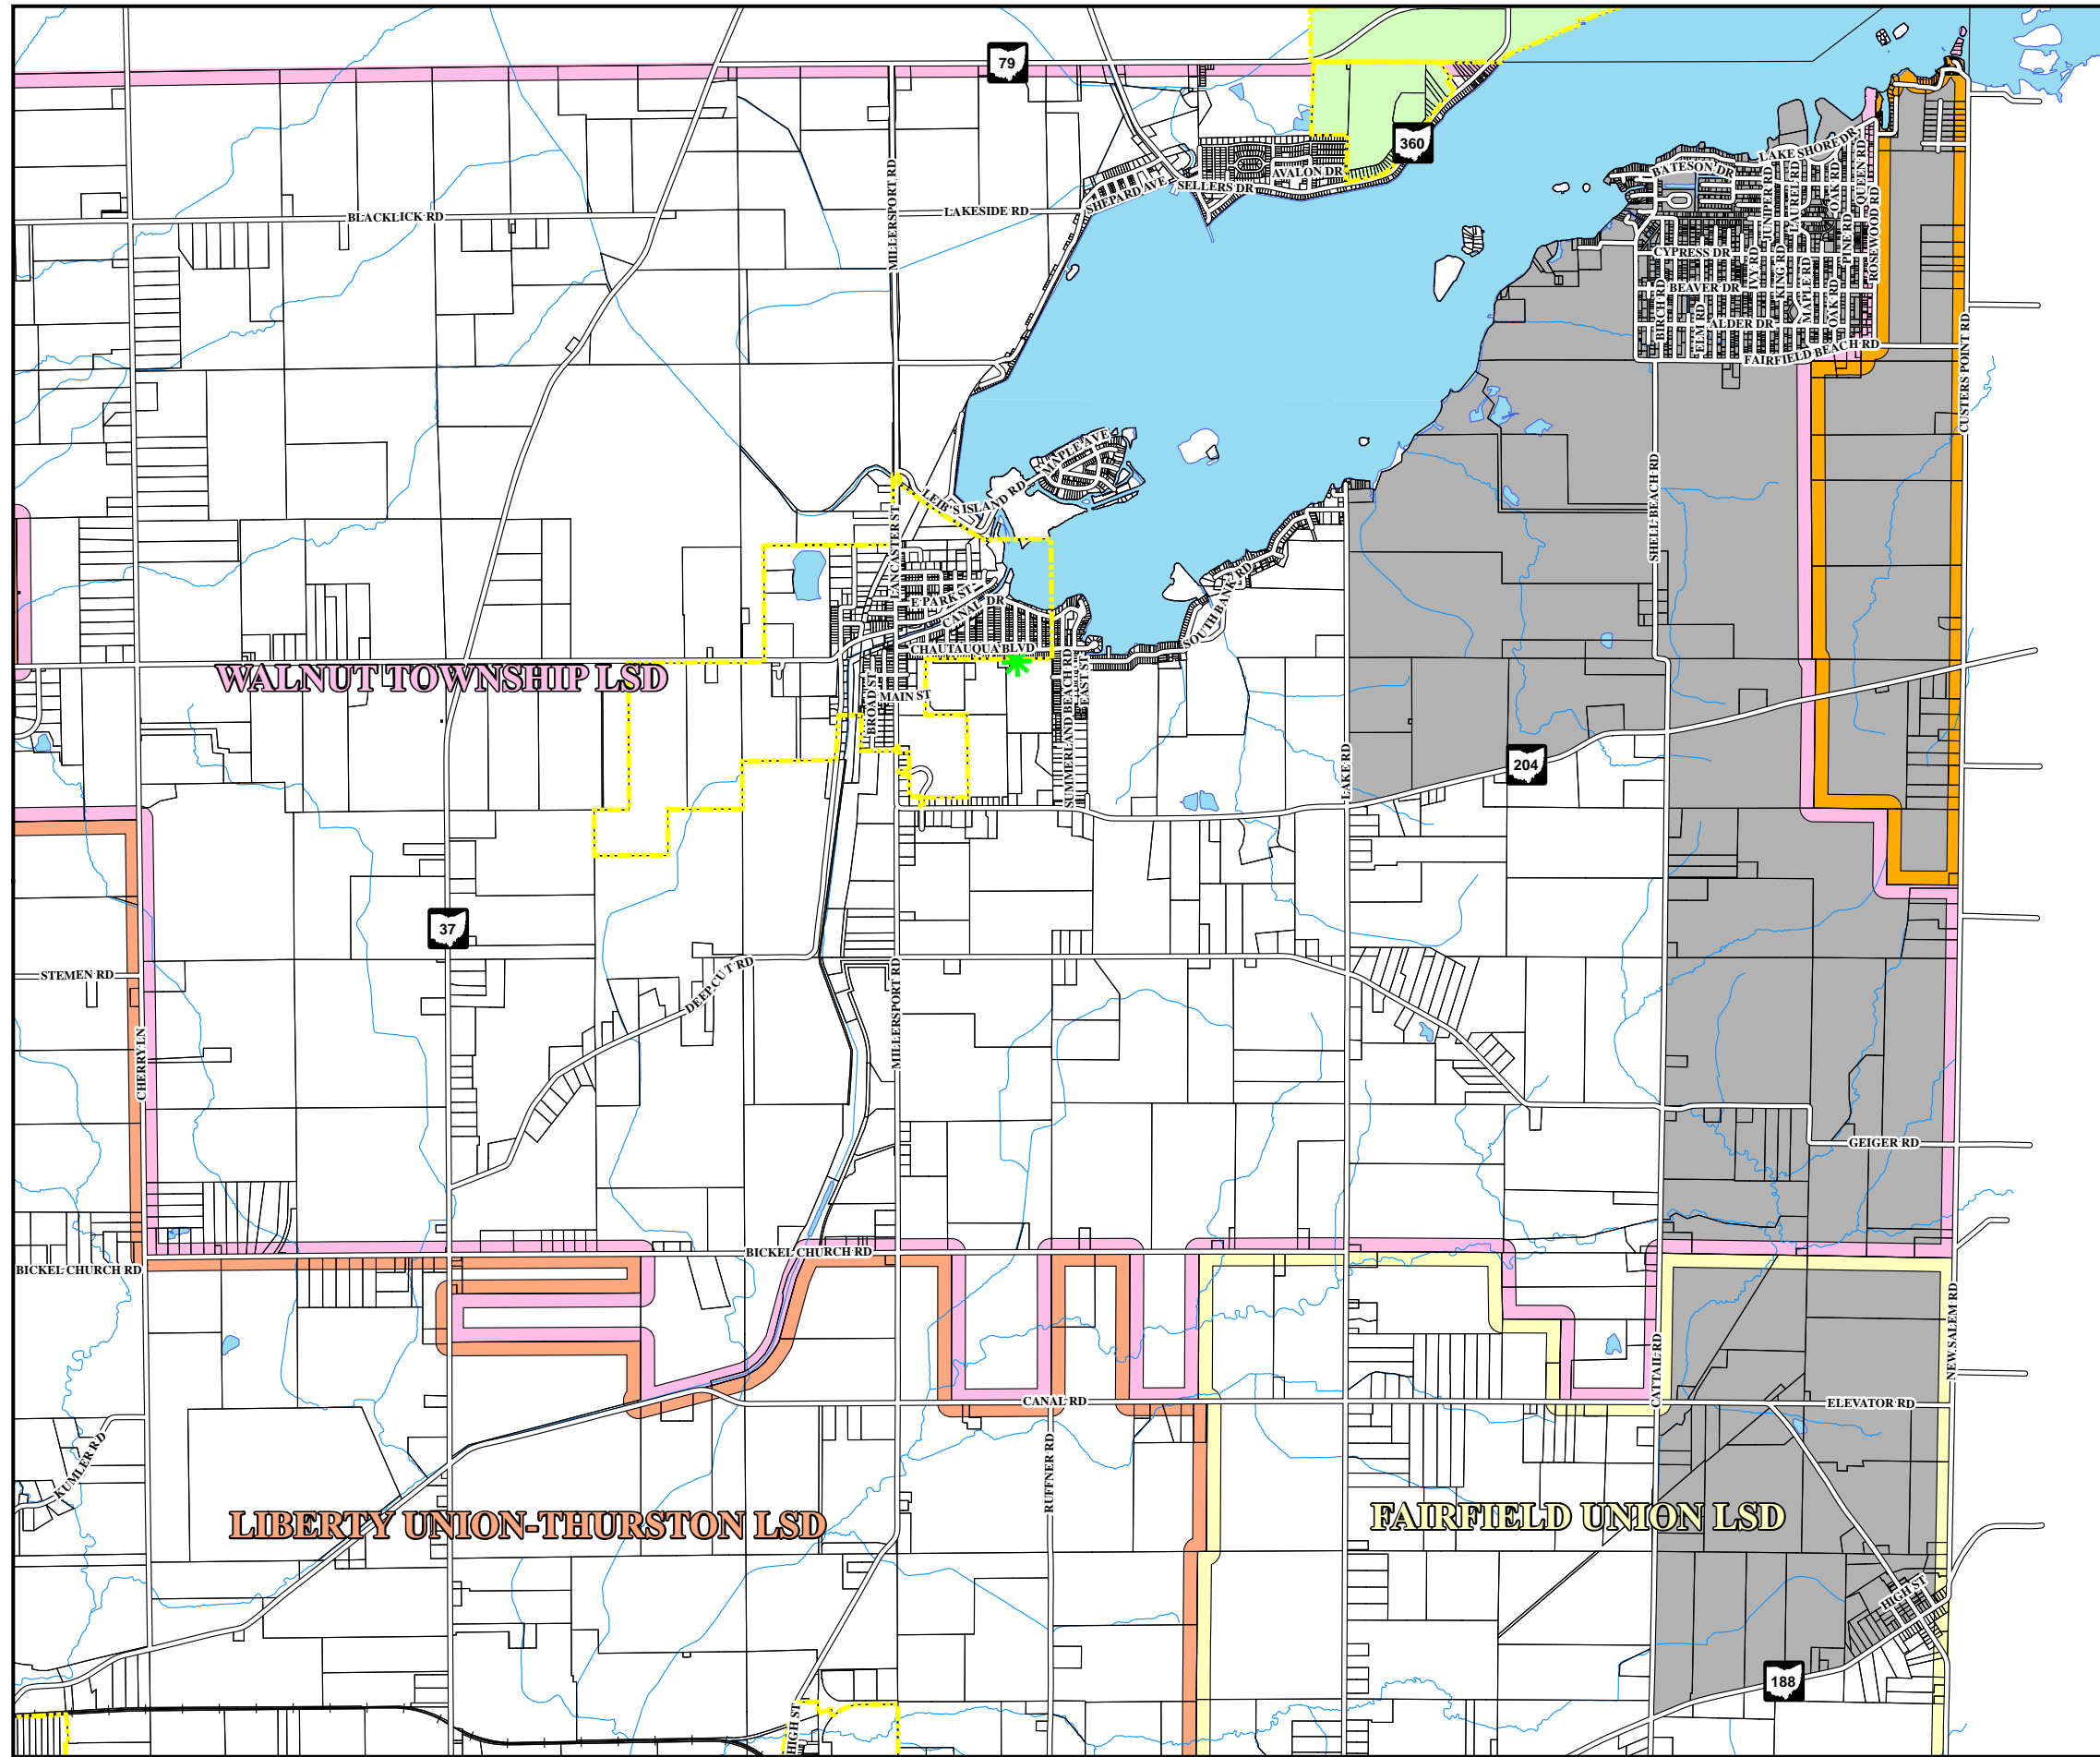 79
360
MILLERSPORT RD
BLACKLICK RD
LAKESIDE RD
SHEPARD AVE
SELLERS DR
AVALON DR
LAKE SHORE DR
BATESON DR
JUNIPER RD
LAUREL RD
OAK RD
QUEEN RD
PINE RD
ROSEWOOD RD
CYPRESS DR
IVY RD
KING RD
MAPLE RD
OAK RD
BEAVER DR
BIRCH RD
ELM RD
ALDER DR
FAIRFIELD BEACH RD
CUSTERS POINT RD
MAPLE AVE
LEIB'S ISLAND RD
LANCASTER ST
SHELL BEACH RD
E PARK ST
CANAL DR
SOUTH BANK RD
CHAUTAUQUA BLVD
WALNUT TOWNSHIP LSD
BROAD ST
MAIN ST
SUMMERLAND BEACH RD
EAST ST
LAKE RD
204
37
STEMEN RD
DEEP CUT RD
MILLERSPORT RD
CHERRY LN
GEIGER RD
BICKEL CHURCH RD
BICKEL CHURCH RD
CATTAIL RD
NEW SALEM RD
CANAL RD
ELEVATOR RD
KUMLER RD
RUFFNER RD
LIBERTY UNION-THURSTON LSD
FAIRFIELD UNION LSD
HIGH ST
188
HIGH ST